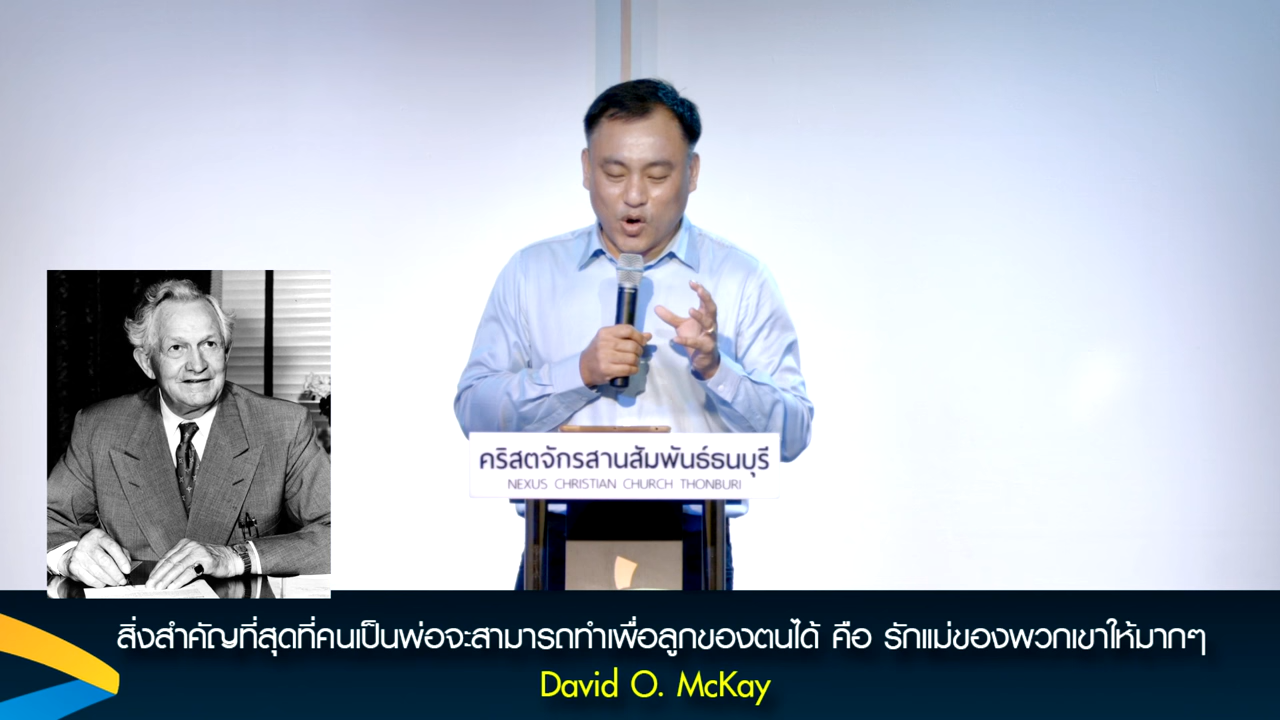 คริสตจักรสานสัมพันธ์ธนบุรี
NEXUS CHRISTIAN CHURCH THONBURI
สิ่งสำคัญที่สุดที่คนเป็นพ่อจะสามารถทำเพื่อลูกของตนได้ คือ รักแม่ของพวกเขาให้มากๆ
David O. McKay